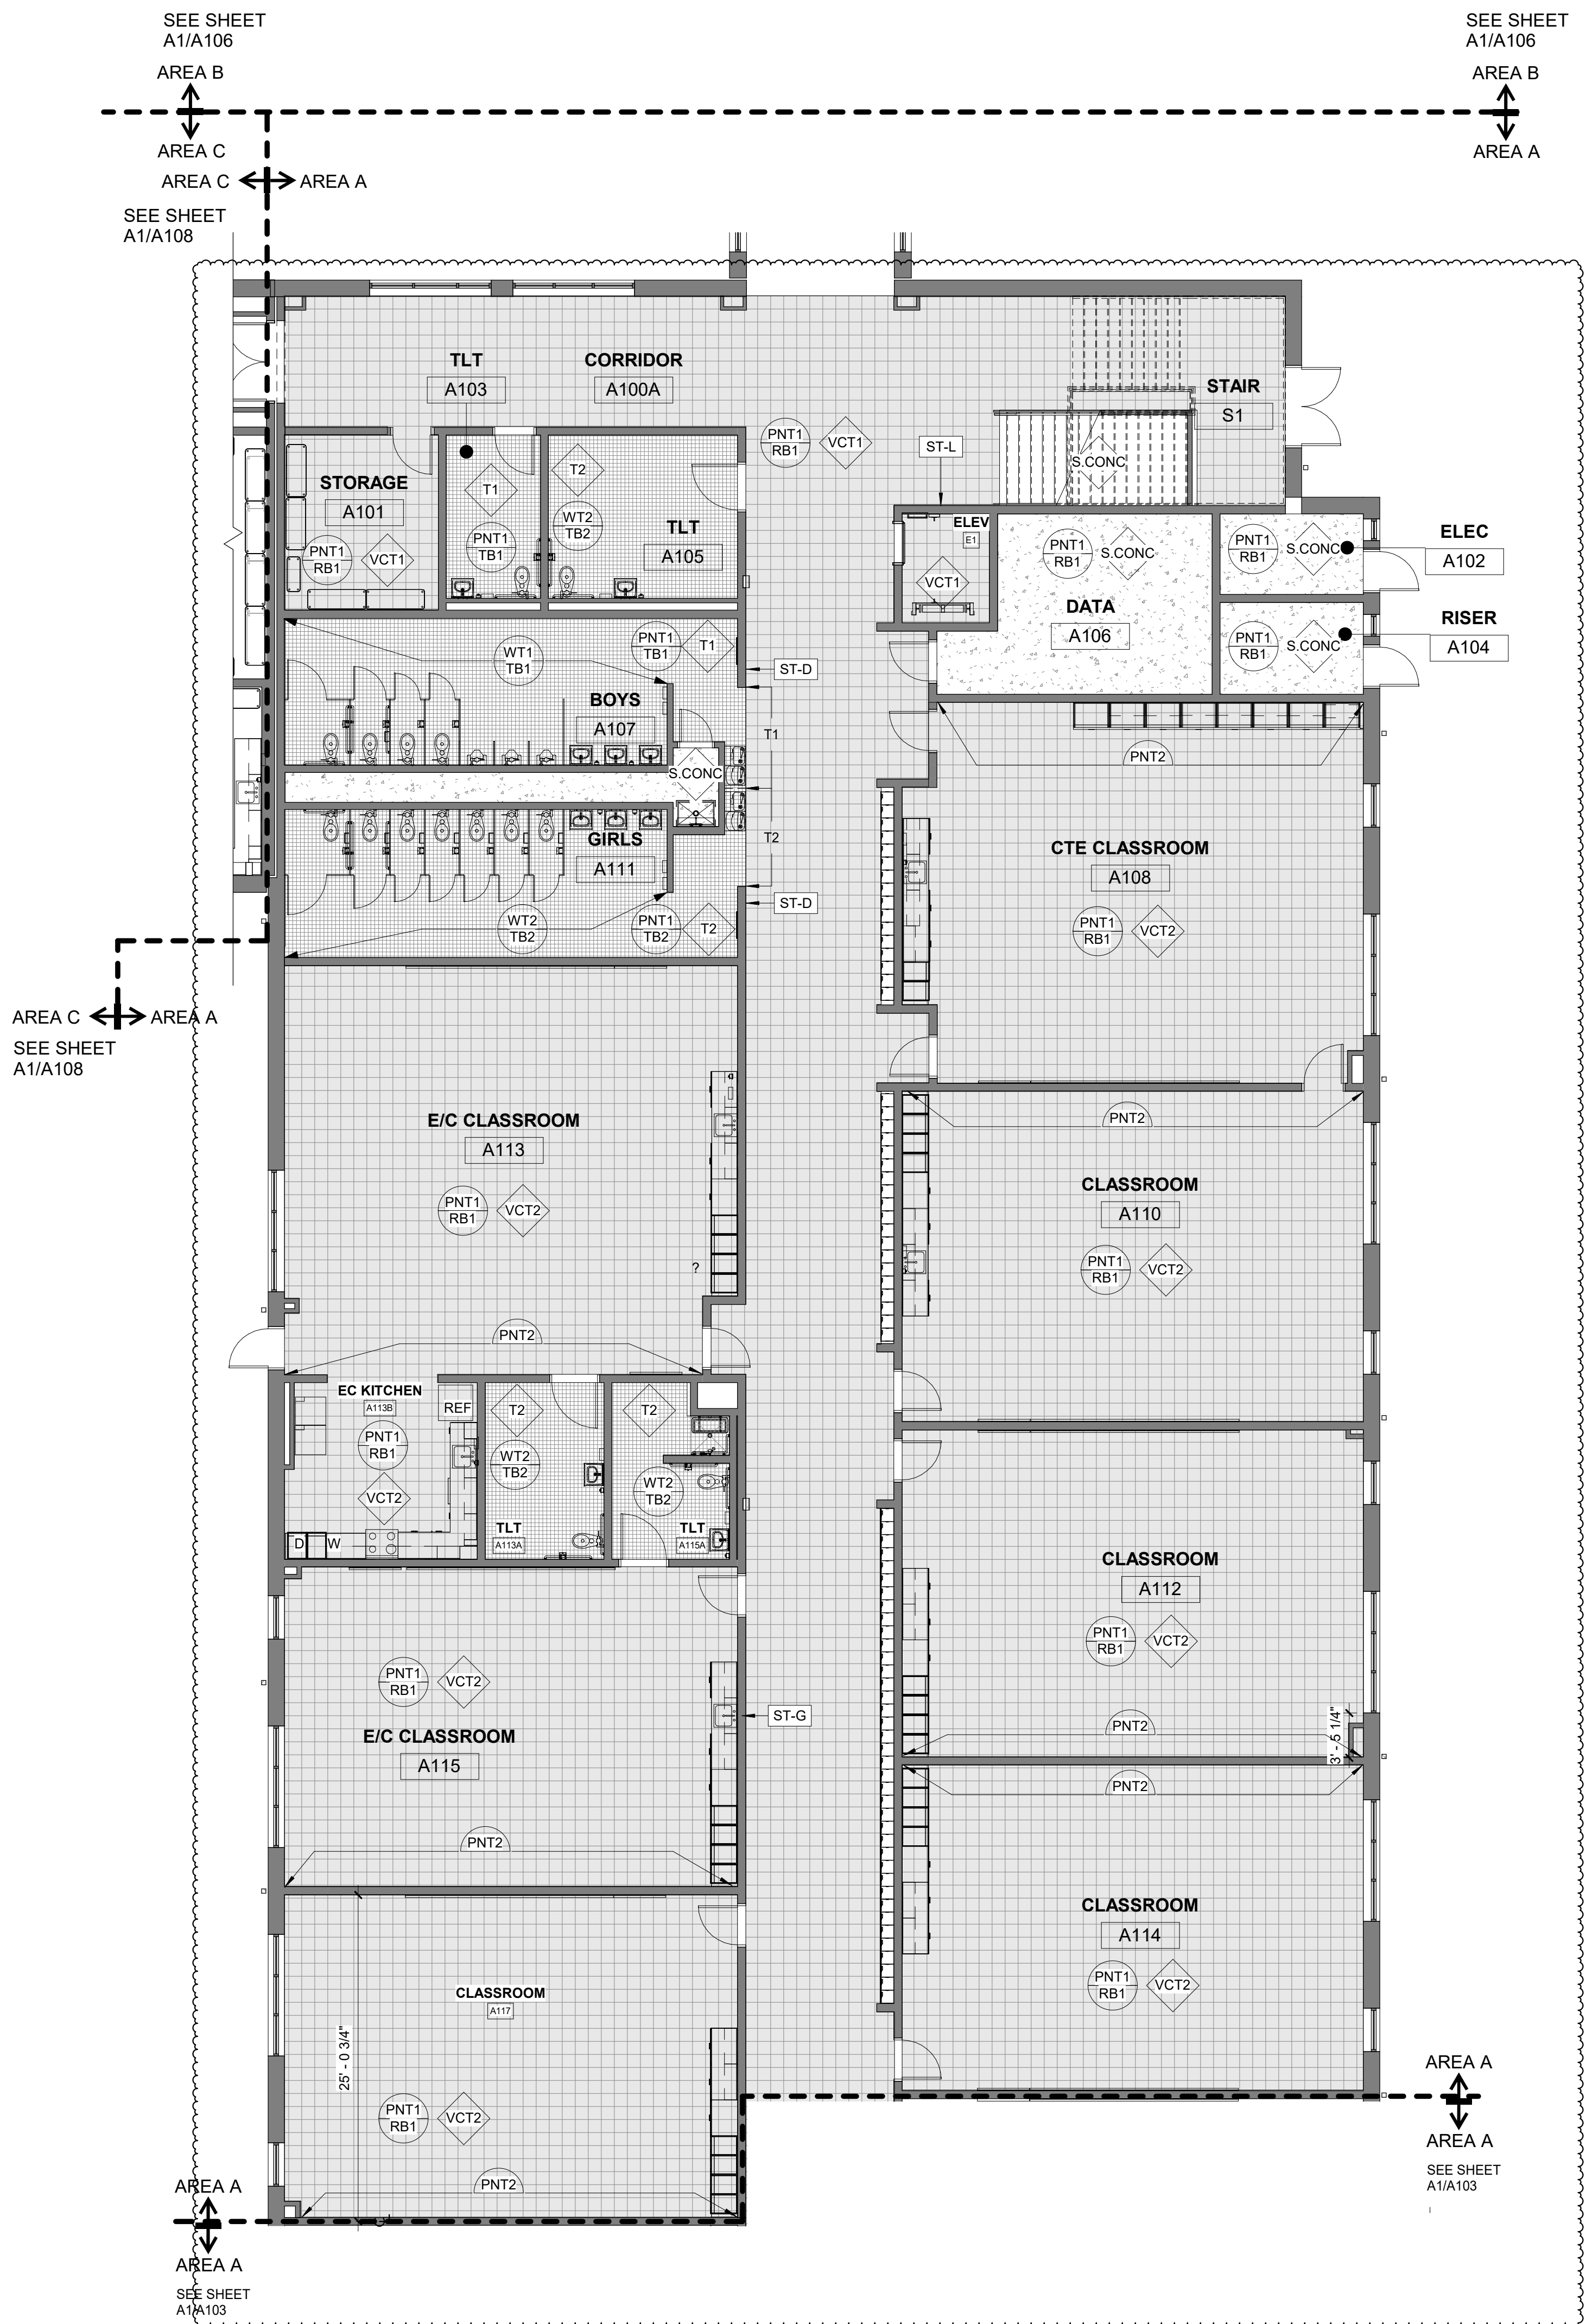 SEE SHEET
A1/A106
AREA B
AREA C
SEE SHEET
A1/A106
AREA B
AREA A
AREA C
AREA A
SEE SHEET
A1/A108
TLT
A103
CORRIDOR
A100A
STAIR
S1
PNT1
RB1
VCT1
ST-L
S.CONC
STORAGE
A101
PNT1
RB1
VCT1
T1
PNT1
TB1
T2
WT2
TB2
TLT
A105
ELEV
E1
VCT1
PNT1
RB1
S.CONC
DATA
A106
PNT1
RB1
S.CONC
ELEC
A102
PNT1
RB1
S.CONC
RISER
A104
WT1
TB1
PNT1
TB1
T1
ST-D
BOYS
A107
T1
S.CONC
PNT2
GIRLS
A111
T2
WT2
TB2
PNT1
TB2
T2
ST-D
CTE CLASSROOM
A108
PNT1
RB1
VCT2
AREA C
AREA A
SEE SHEET
A1/A108
E/C CLASSROOM
A113
PNT1
RB1
VCT2
?
PNT2
PNT2
CLASSROOM
A110
PNT1
RB1
VCT2
EC KITCHEN
A113B
REF
PNT1
RB1
VCT2
D
W
T2
WT2
TB2
TLT
A113A
T2
WT2
TB2
TLT
A115A
CLASSROOM
A112
PNT1
RB1
VCT2
PNT2
3' - 5 1/4"
PNT1
RB1
VCT2
E/C CLASSROOM
A115
ST-G
PNT2
PNT2
CLASSROOM
A114
PNT1
RB1
VCT2
CLASSROOM
A117
25' - 0 3/4"
PNT1
RB1
VCT2
PNT2
AREA A
AREA A
SEE SHEET
A1/A103
AREA A
AREA A
SEE SHEET
A1/A103